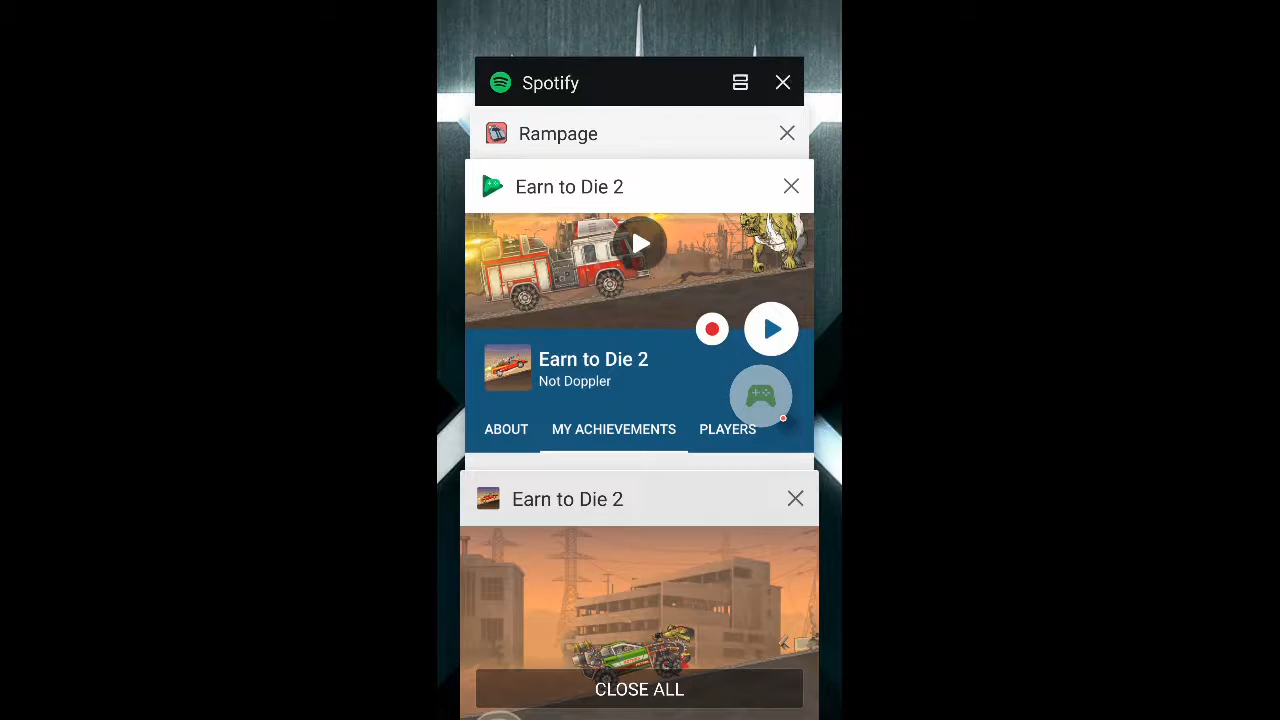 Spotify
Rampage
Earn to Die 2
Earn to Die 2
Not Doppler
ABOUT MY ACHIEVEMENTS PLAYERS
Earn to Die 2
CLOSE ALL